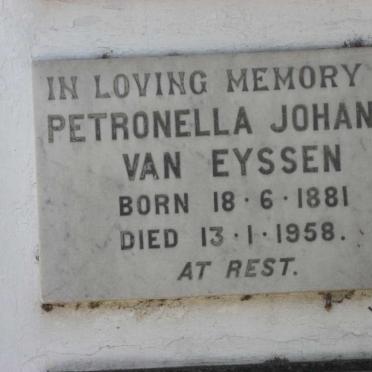 IN LOVING MEMORY
PETRONELLA JOHAN
VAN EYSSEN
BORN 18·6·1881
DIED 13·1·1958.
AT REST.